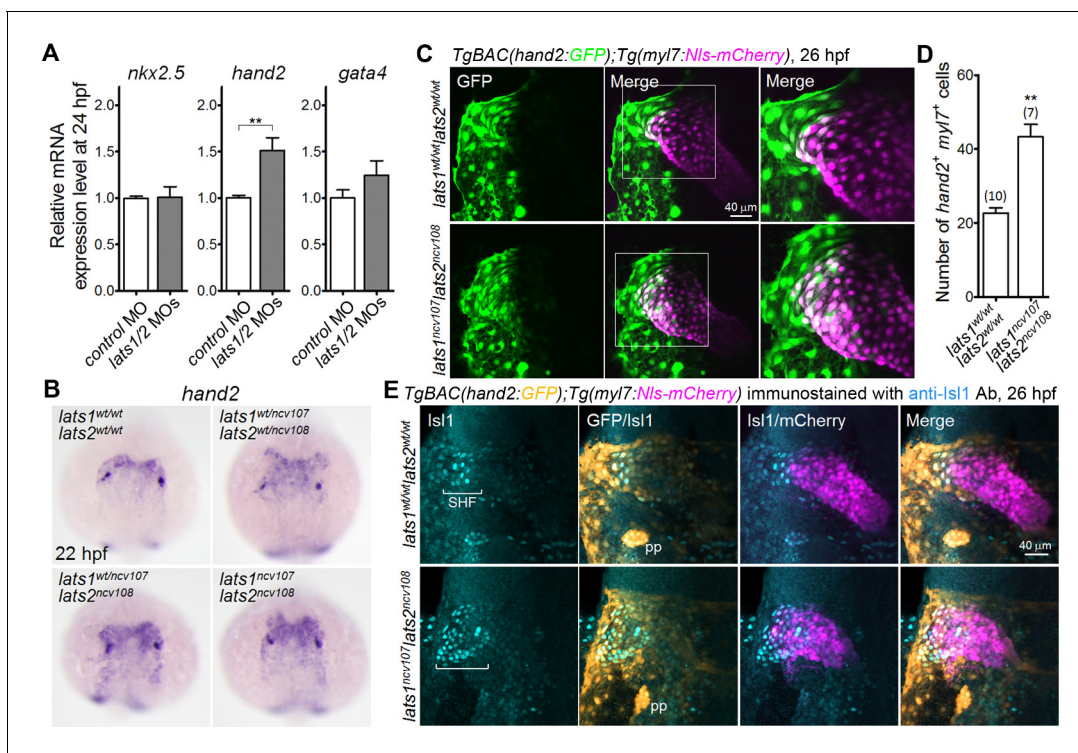 A
nkx2.5 hand2 gata4
Relative mRNA
expression level at 24 hpf
2.0
1.5
1.0
0.5
0.0
control MO
lats1/2 MOs
2.0
1.5
1.0
0.5
0.0
**
control MO
lats1/2 MOs
2.0
1.5
1.0
0.5
0.0
control MO
lats1/2 MOs
B
hand2
lats1wt/wt
lats2wt/wt
22 hpf
lats1wt/ncv107
lats2wt/ncv108
lats1wt/ncv107
lats2ncv108
lats1ncv107
lats2ncv108
C
TgBAC(hand2:GFP);Tg(myl7:Nls-mCherry), 26 hpf
lats1wt/wtlats2wt/wt
GFP
Merge
40 µm
Merge
lats1ncv107lats2ncv108
40 µm
D
Number of hand2+ myl7+ cells
60
40
20
0
(10)
**
(7)
lats1wt/wt
lats2wt/wt
lats1ncv107
lats2ncv108
E
TgBAC(hand2:GFP);Tg(myl7:Nls-mCherry) immunostained with anti-Isl1 Ab, 26 hpf
lats1wt/wtlats2wt/wt
Isl1
SHF
GFP/Isl1
pp
Isl1/mCherry
Merge
40 µm
lats1ncv107lats2ncv108
pp